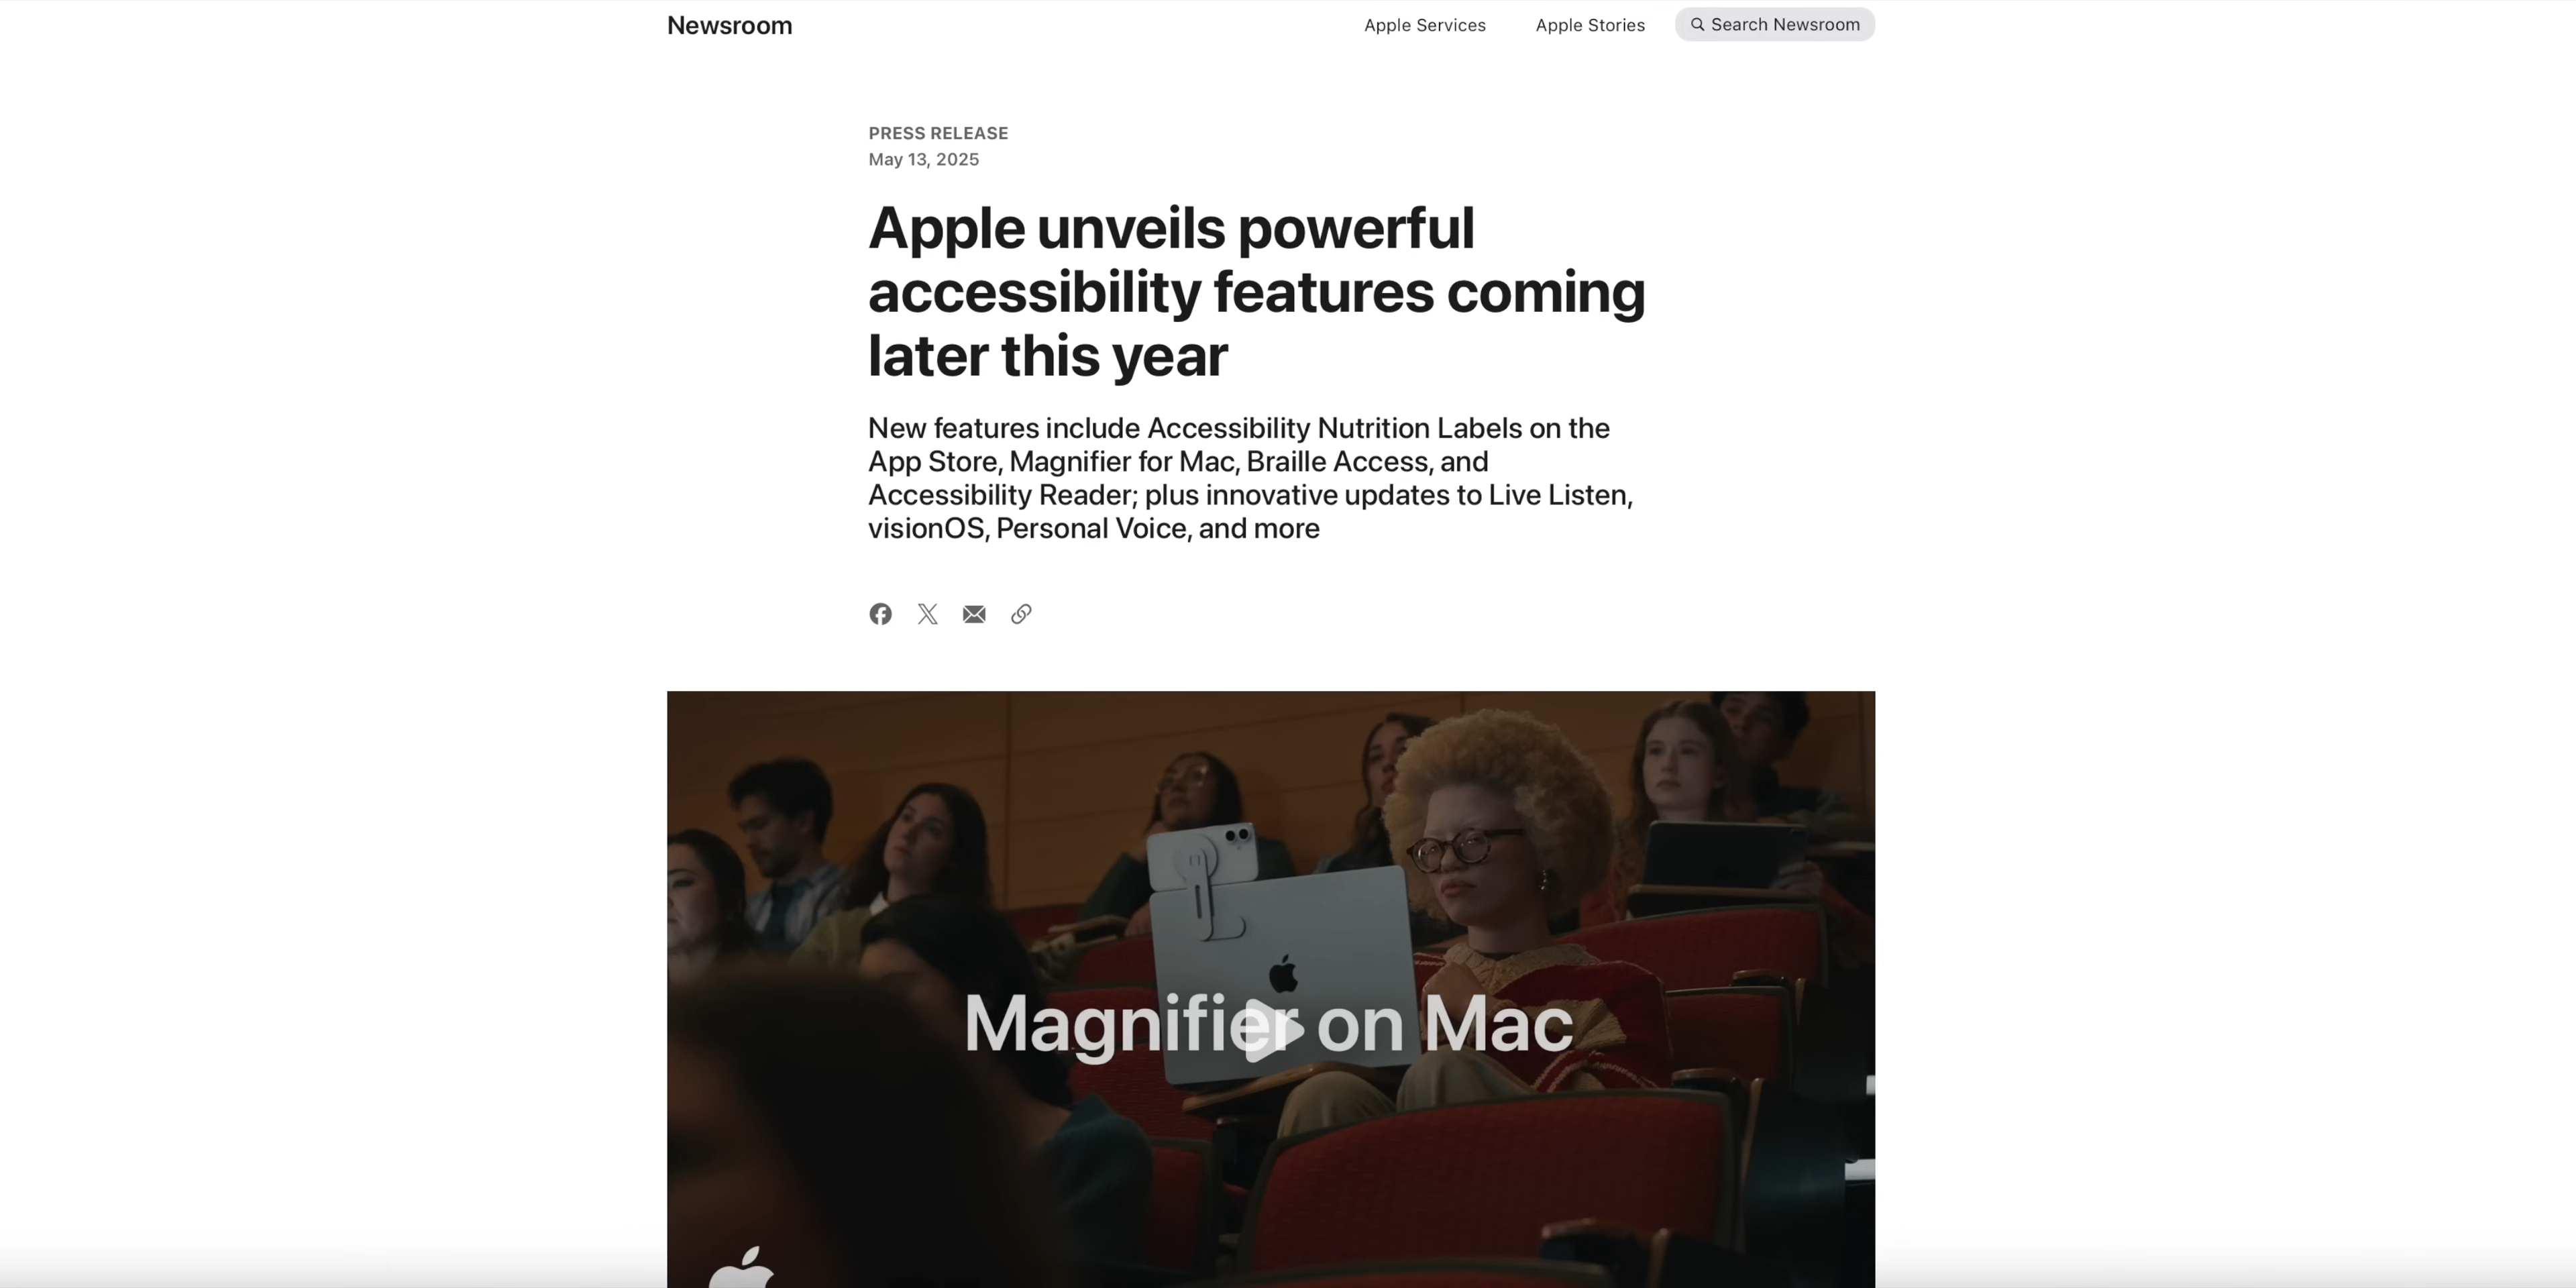 Newsroom
Apple Services
Apple Stories
Search Newsroom
PRESS RELEASE
May 13, 2025
Apple unveils powerful
accessibility features coming
later this year
New features include Accessibility Nutrition Labels on the
App Store, Magnifier for Mac, Braille Access, and
Accessibility Reader; plus innovative updates to Live Listen,
visionOS, Personal Voice, and more
Magnifier on Mac